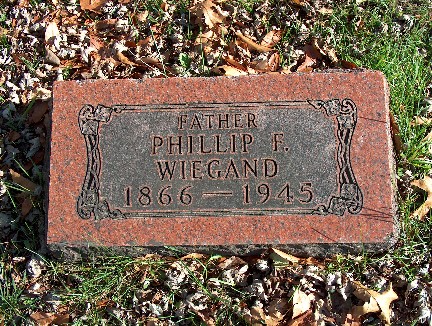 FATHER
PHILLIP F.
WIEGAND
1866 — 1945